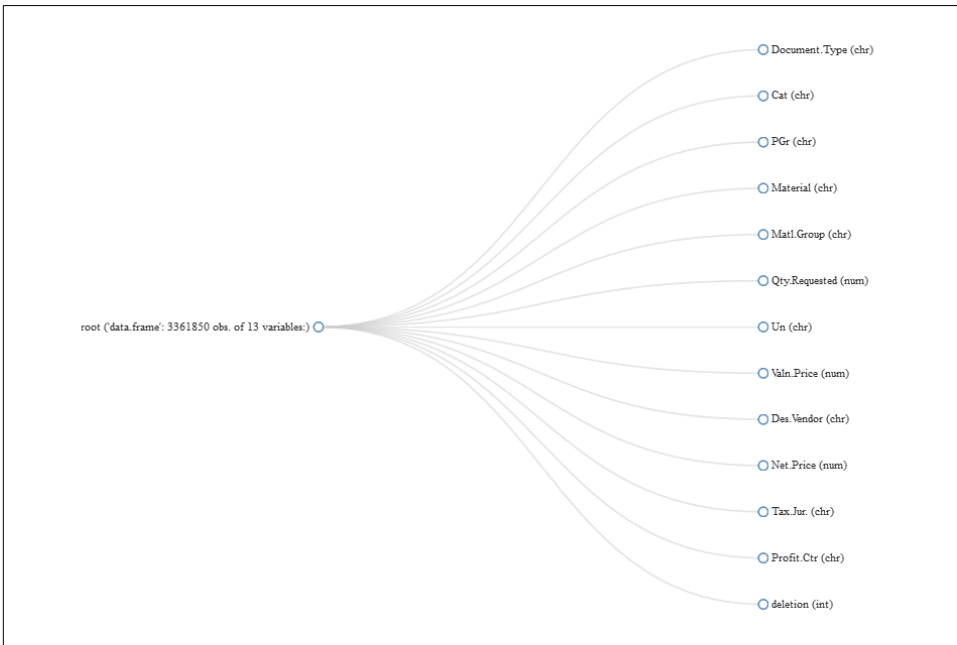 Document.Type (chr)
Cat (chr)
PGr (chr)
Material (chr)
Matl.Group (chr)
Qty.Requested (num)
root ('data.frame': 3361850 obs. of 13 variables:)
Un (chr)
Valn.Price (num)
Des.Vendor (chr)
Net.Price (num)
Tax.Jur. (chr)
Profit.Ctr (chr)
deletion (int)